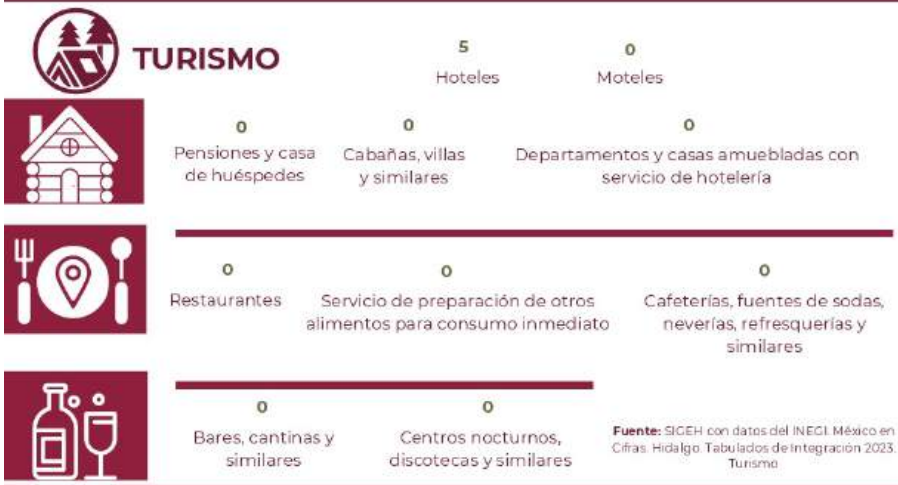 TURISMO
5
Hoteles
0
Moteles
0
Pensiones y casa
de huéspedes
0
Cabañas, villas
y similares
0
Departamentos y casas amuebladas con
servicio de hotelería
0
Restaurantes
0
Servicio de preparación de otros
alimentos para consumo inmediato
0
Cafeterías, fuentes de sodas,
neverías, refresquerías y
similares
0
Bares, cantinas y
similares
0
Centros nocturnos,
discotecas y similares
Fuente: SIGEH con datos del INEGI. México en
Cifras. Hidalgo. Tabulados de Integración 2023.
Turismo